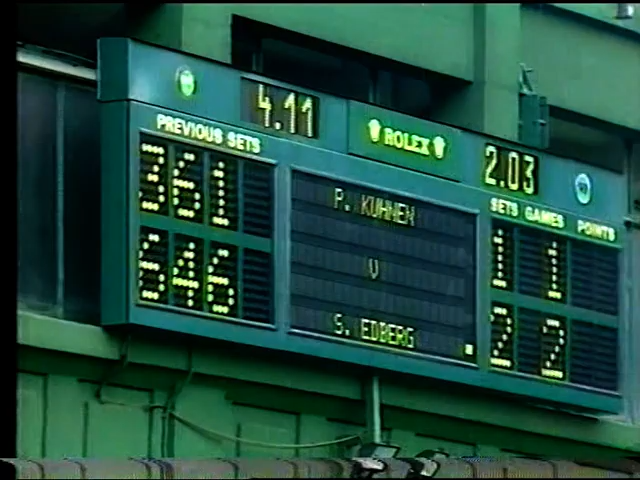 4.11 ROLEX 2.03
PREVIOUS SETS SETS GAMES POINTS
3 6 1 P. KUHNEN 1 1
V
6 4 6 S. EDBERG 2 2